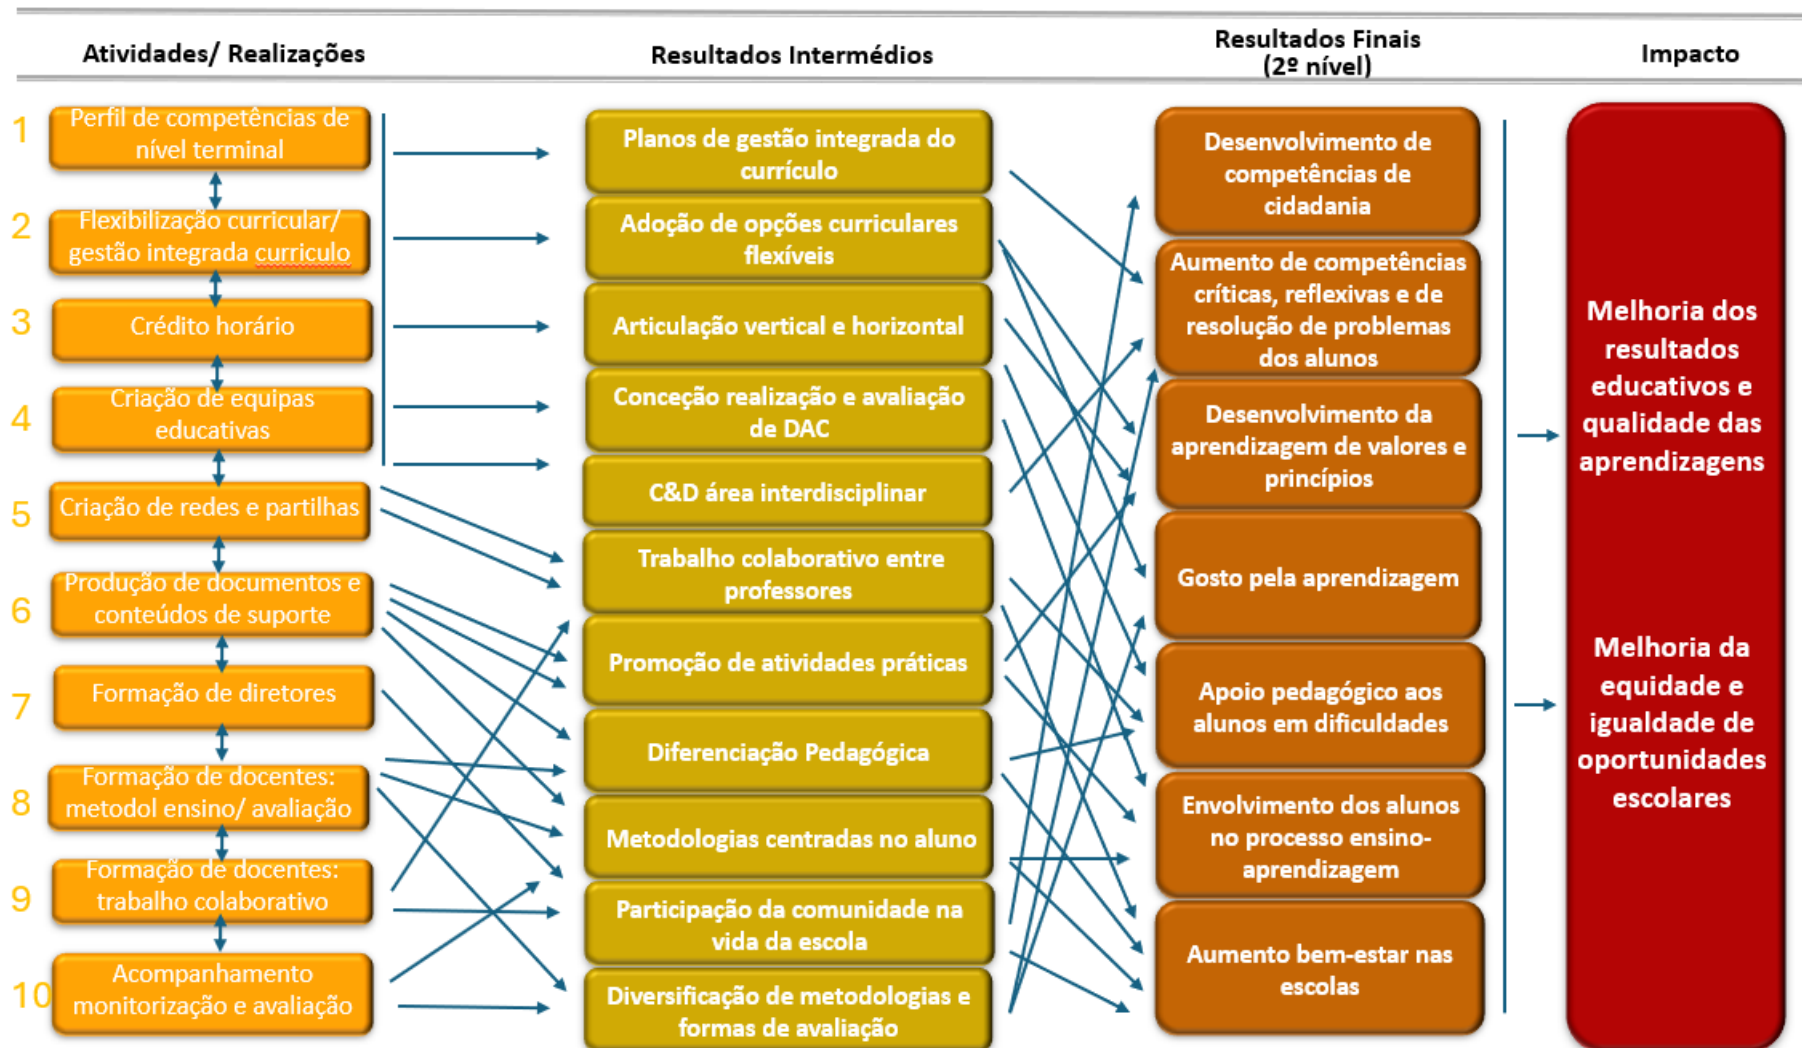 Atividades/ Realizações
Resultados Intermédios
Resultados Finais
(2º nível)
Impacto
1
Perfil de competências de
nível terminal
2
Flexibilização curricular/
gestão integrada curriculo
3
Crédito horário
4
Criação de equipas
educativas
5
Criação de redes e partilhas
6
Produção de documentos e
conteúdos de suporte
7
Formação de diretores
8
Formação de docentes:
metodol ensino/ avaliação
9
Formação de docentes:
trabalho colaborativo
10
Acompanhamento
monitorização e avaliação
Planos de gestão integrada do
currículo
Adoção de opções curriculares
flexíveis
Articulação vertical e horizontal
Conceção realização e avaliação
de DAC
C&D área interdisciplinar
Trabalho colaborativo entre
professores
Promoção de atividades práticas
Diferenciação Pedagógica
Metodologias centradas no aluno
Participação da comunidade na
vida da escola
Diversificação de metodologias e
formas de avaliação
Desenvolvimento de
competências de
cidadania
Aumento de competências
críticas, reflexivas e de
resolução de problemas
dos alunos
Desenvolvimento da
aprendizagem de valores e
princípios
Gosto pela aprendizagem
Apoio pedagógico aos
alunos em dificuldades
Envolvimento dos alunos
no processo ensino-
aprendizagem
Aumento bem-estar nas
escolas
Melhoria dos
resultados
educativos e
qualidade das
aprendizagens
Melhoria da
equidade e
igualdade de
oportunidades
escolares